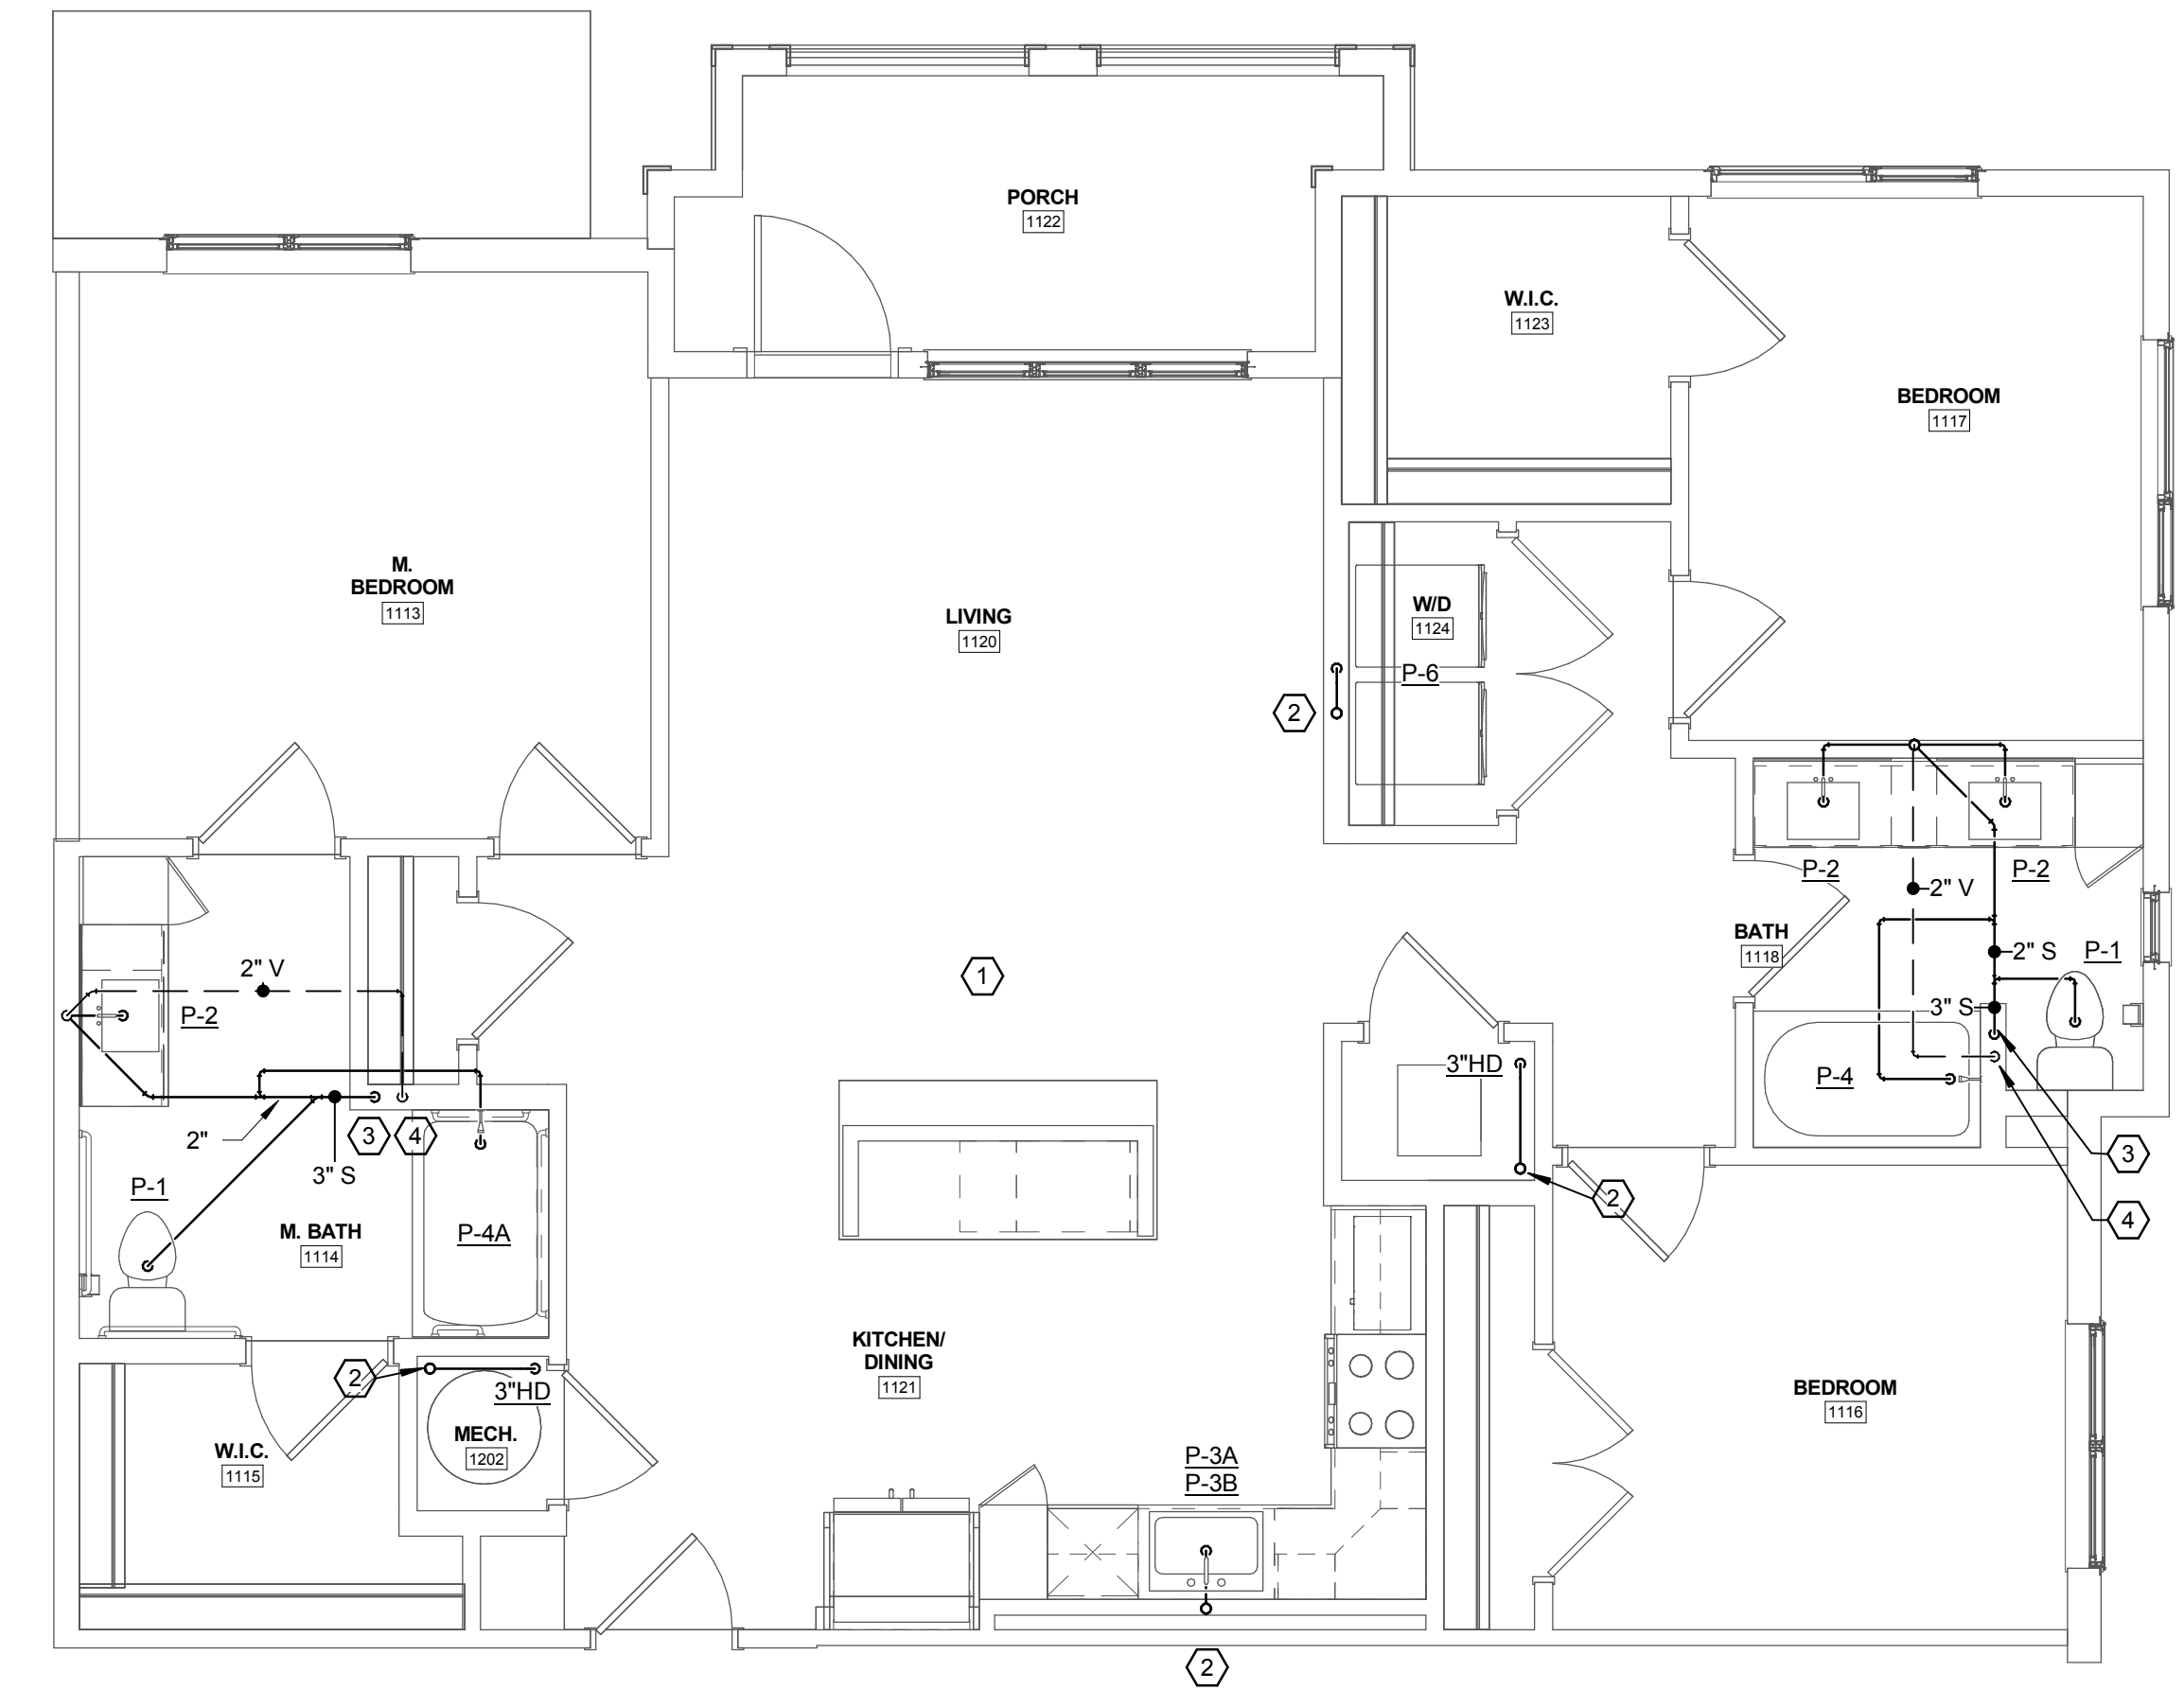 PORCH
1122
W.I.C.
1123
BEDROOM
1117
M.
BEDROOM
1113
LIVING
1120
W/D
1124
P-6
2
P-2
P-2
2" V
BATH
1118
2" S
P-1
3" S
P-4
3
4
2" V
P-2
1
2"
3
4
3" S
P-1
M. BATH
1114
P-4A
3"HD
2
2
3"HD
MECH.
1202
W.I.C.
1115
KITCHEN/
DINING
1121
P-3A
P-3B
BEDROOM
1116
2